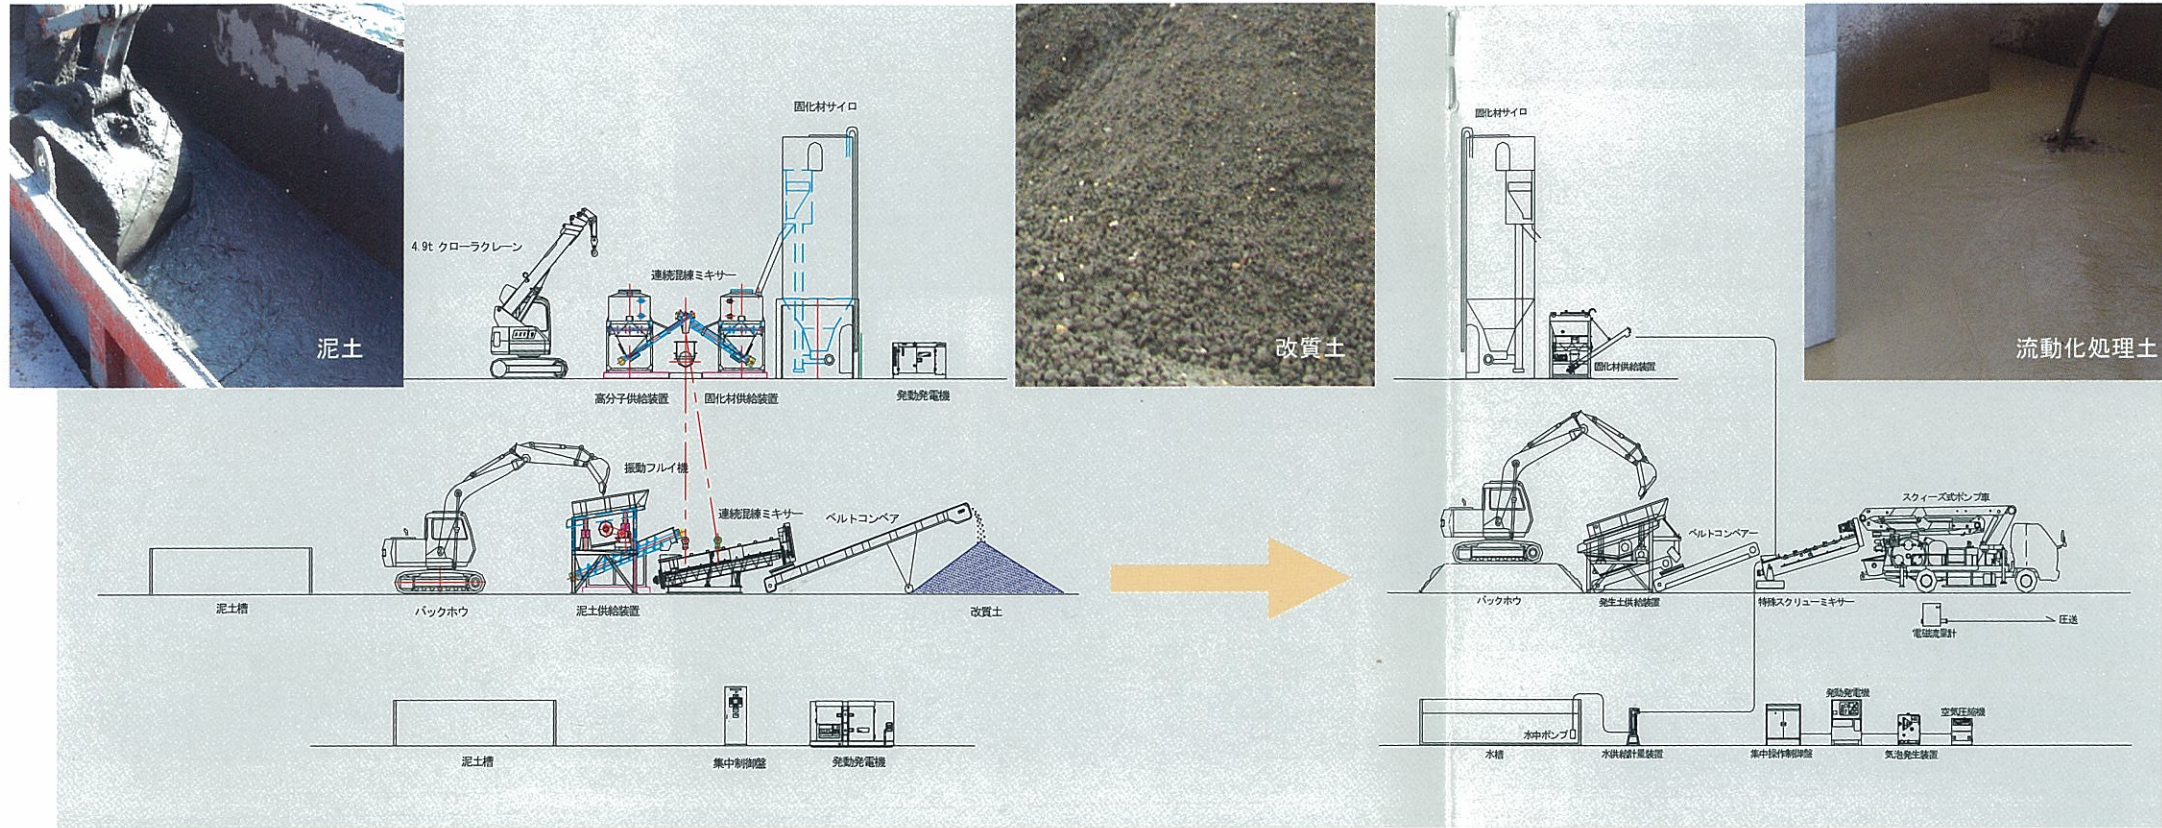 泥土
固化材サイロ
4.9t クローラクレーン
連続混練ミキサー
高分子供給装置
固化材供給装置
発動発電機
改質土
振動フルイ機
連続混練ミキサー
ベルトコンベア
泥土槽
バックホウ
泥土供給装置
改質土
泥土槽
集中制御盤
発動発電機
固化材サイロ
固化材供給装置
流動化処理土
スクィーズ式ポンプ車
ベルトコンベアー
バックホウ
発生土供給装置
特殊スクリューミキサー
電磁流量計
圧送
水中ポンプ
水槽
水供給計量装置
集中操作制御盤
発動発電機
気泡発生装置
空気圧縮機